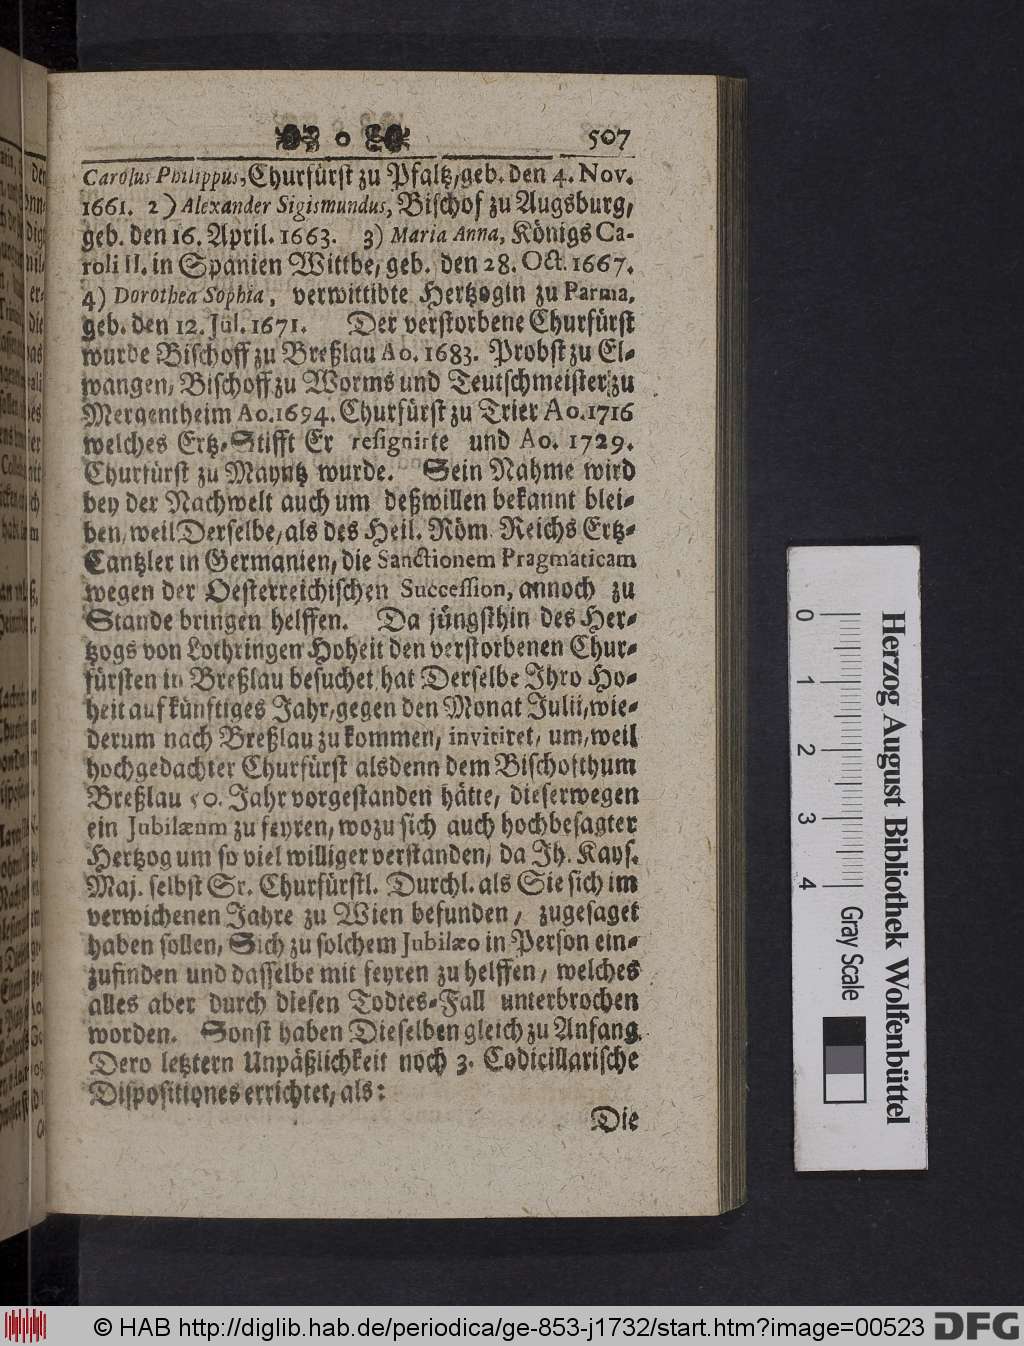 507
Carolus Philippus, Churfürst zu Pfaltz, geb. den 4. Nov.
1661. 2) Alexander Sigismundus, Bischof zu Augsburg,
geb. den 16. April. 1663. 3) Maria Anna, Königs Ca-
roli II. in Spanien Wittbe, geb. den 28. Oct. 1667.
4) Dorothea Sophia, verwittibte Hertzogin zu Parma,
geb. den 12. Jul. 1671. Der verstorbene Churfürst
wurde Bischoff zu Breßlau Ao. 1683. Probst zu El-
wangen, Bischoff zu Worms und Teutschmeister zu
Mergentheim Ao. 1694. Churfürst zu Trier Ao. 1716
welches Ertz-Stifft Er resignirte und Ao. 1729.
Churfürst zu Mayntz wurde. Sein Nahme wird
bey der Nachwelt auch um deßwillen bekannt blei-
ben, weil Derselbe, als des Heil. Röm. Reichs Ertz-
Cantzler in Germanien, die Sanctionem Pragmaticam
wegen der Oesterreichischen Succession, annoch zu
Stande bringen helffen. Da jüngsthin des Her-
tzogs von Lothringen Hoheit den verstorbenen Chur-
fürsten in Breßlau besuchet, hat Derselbe Ihro Ho-
heit auf künftiges Jahr, gegen den Monat Julii, wie-
derum nach Breßlau zu kommen, invitiret, um, weil
hochgedachter Churfürst alsdenn dem Bischoffthum
Breßlau 50. Jahr vorgestanden hätte, dieserwegen
ein Jubilæum zu feyren, wozu sich auch hochbesagter
Hertzog um so viel williger verstanden, da Ih. Kays.
Maj. selbst Sr. Churfürstl. Durchl. als Sie sich im
verwichenen Jahre zu Wien befunden, zugesaget
haben sollen, Sich zu solchem Jubilæo in Person ein-
zufinden und dasselbe mit feyren zu helffen, welches
alles aber durch diesen Todtes-Fall unterbrochen
worden. Sonst haben Dieselben gleich zu Anfang
Dero letztern Unpäßlichkeit noch 3. Codicillarische
Dispositiones errichtet, als:
Die
0 1 2 3 4
Gray Scale
Herzog August Bibliothek Wolfenbüttel
© HAB http://diglib.hab.de/periodica/ge-853-j1732/start.htm?image=00523
DFG